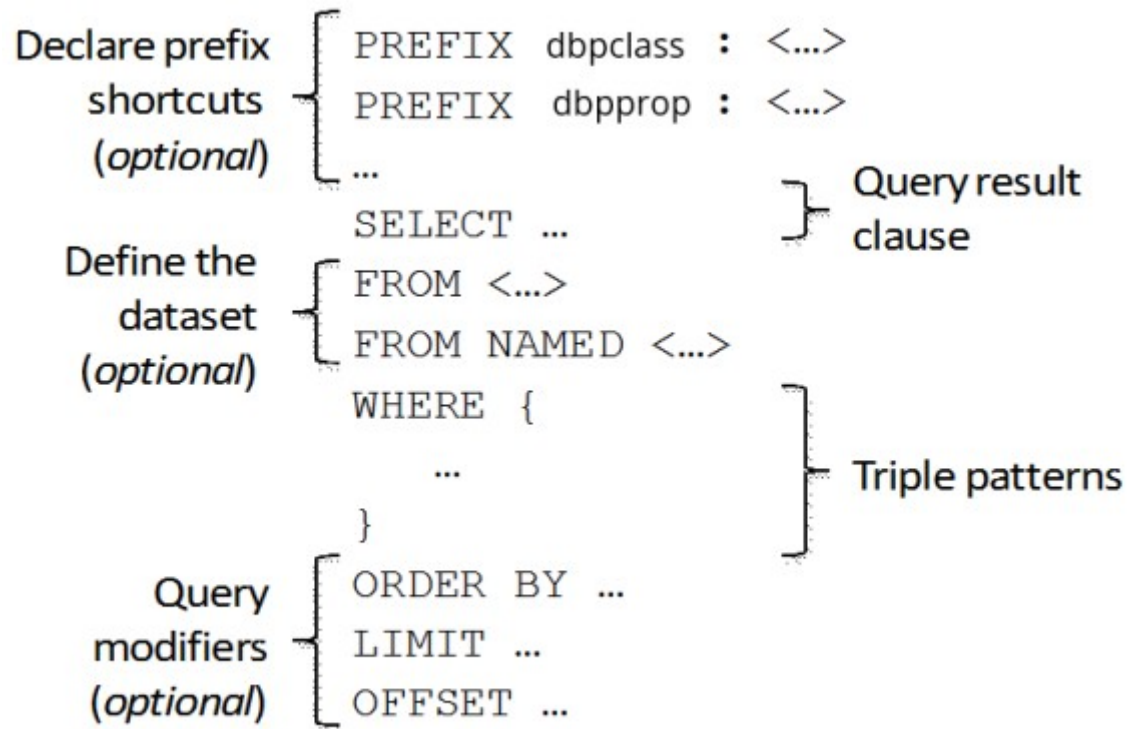 Declare prefix
shortcuts
(optional)
PREFIX dbpclass : <...>
PREFIX dbpprop : <...>
...
SELECT ...
Query result
clause
Define the
dataset
(optional)
FROM <...>
FROM NAMED <...>
WHERE {
...
}
Triple patterns
Query
modifiers
(optional)
ORDER BY ...
LIMIT ...
OFFSET ...